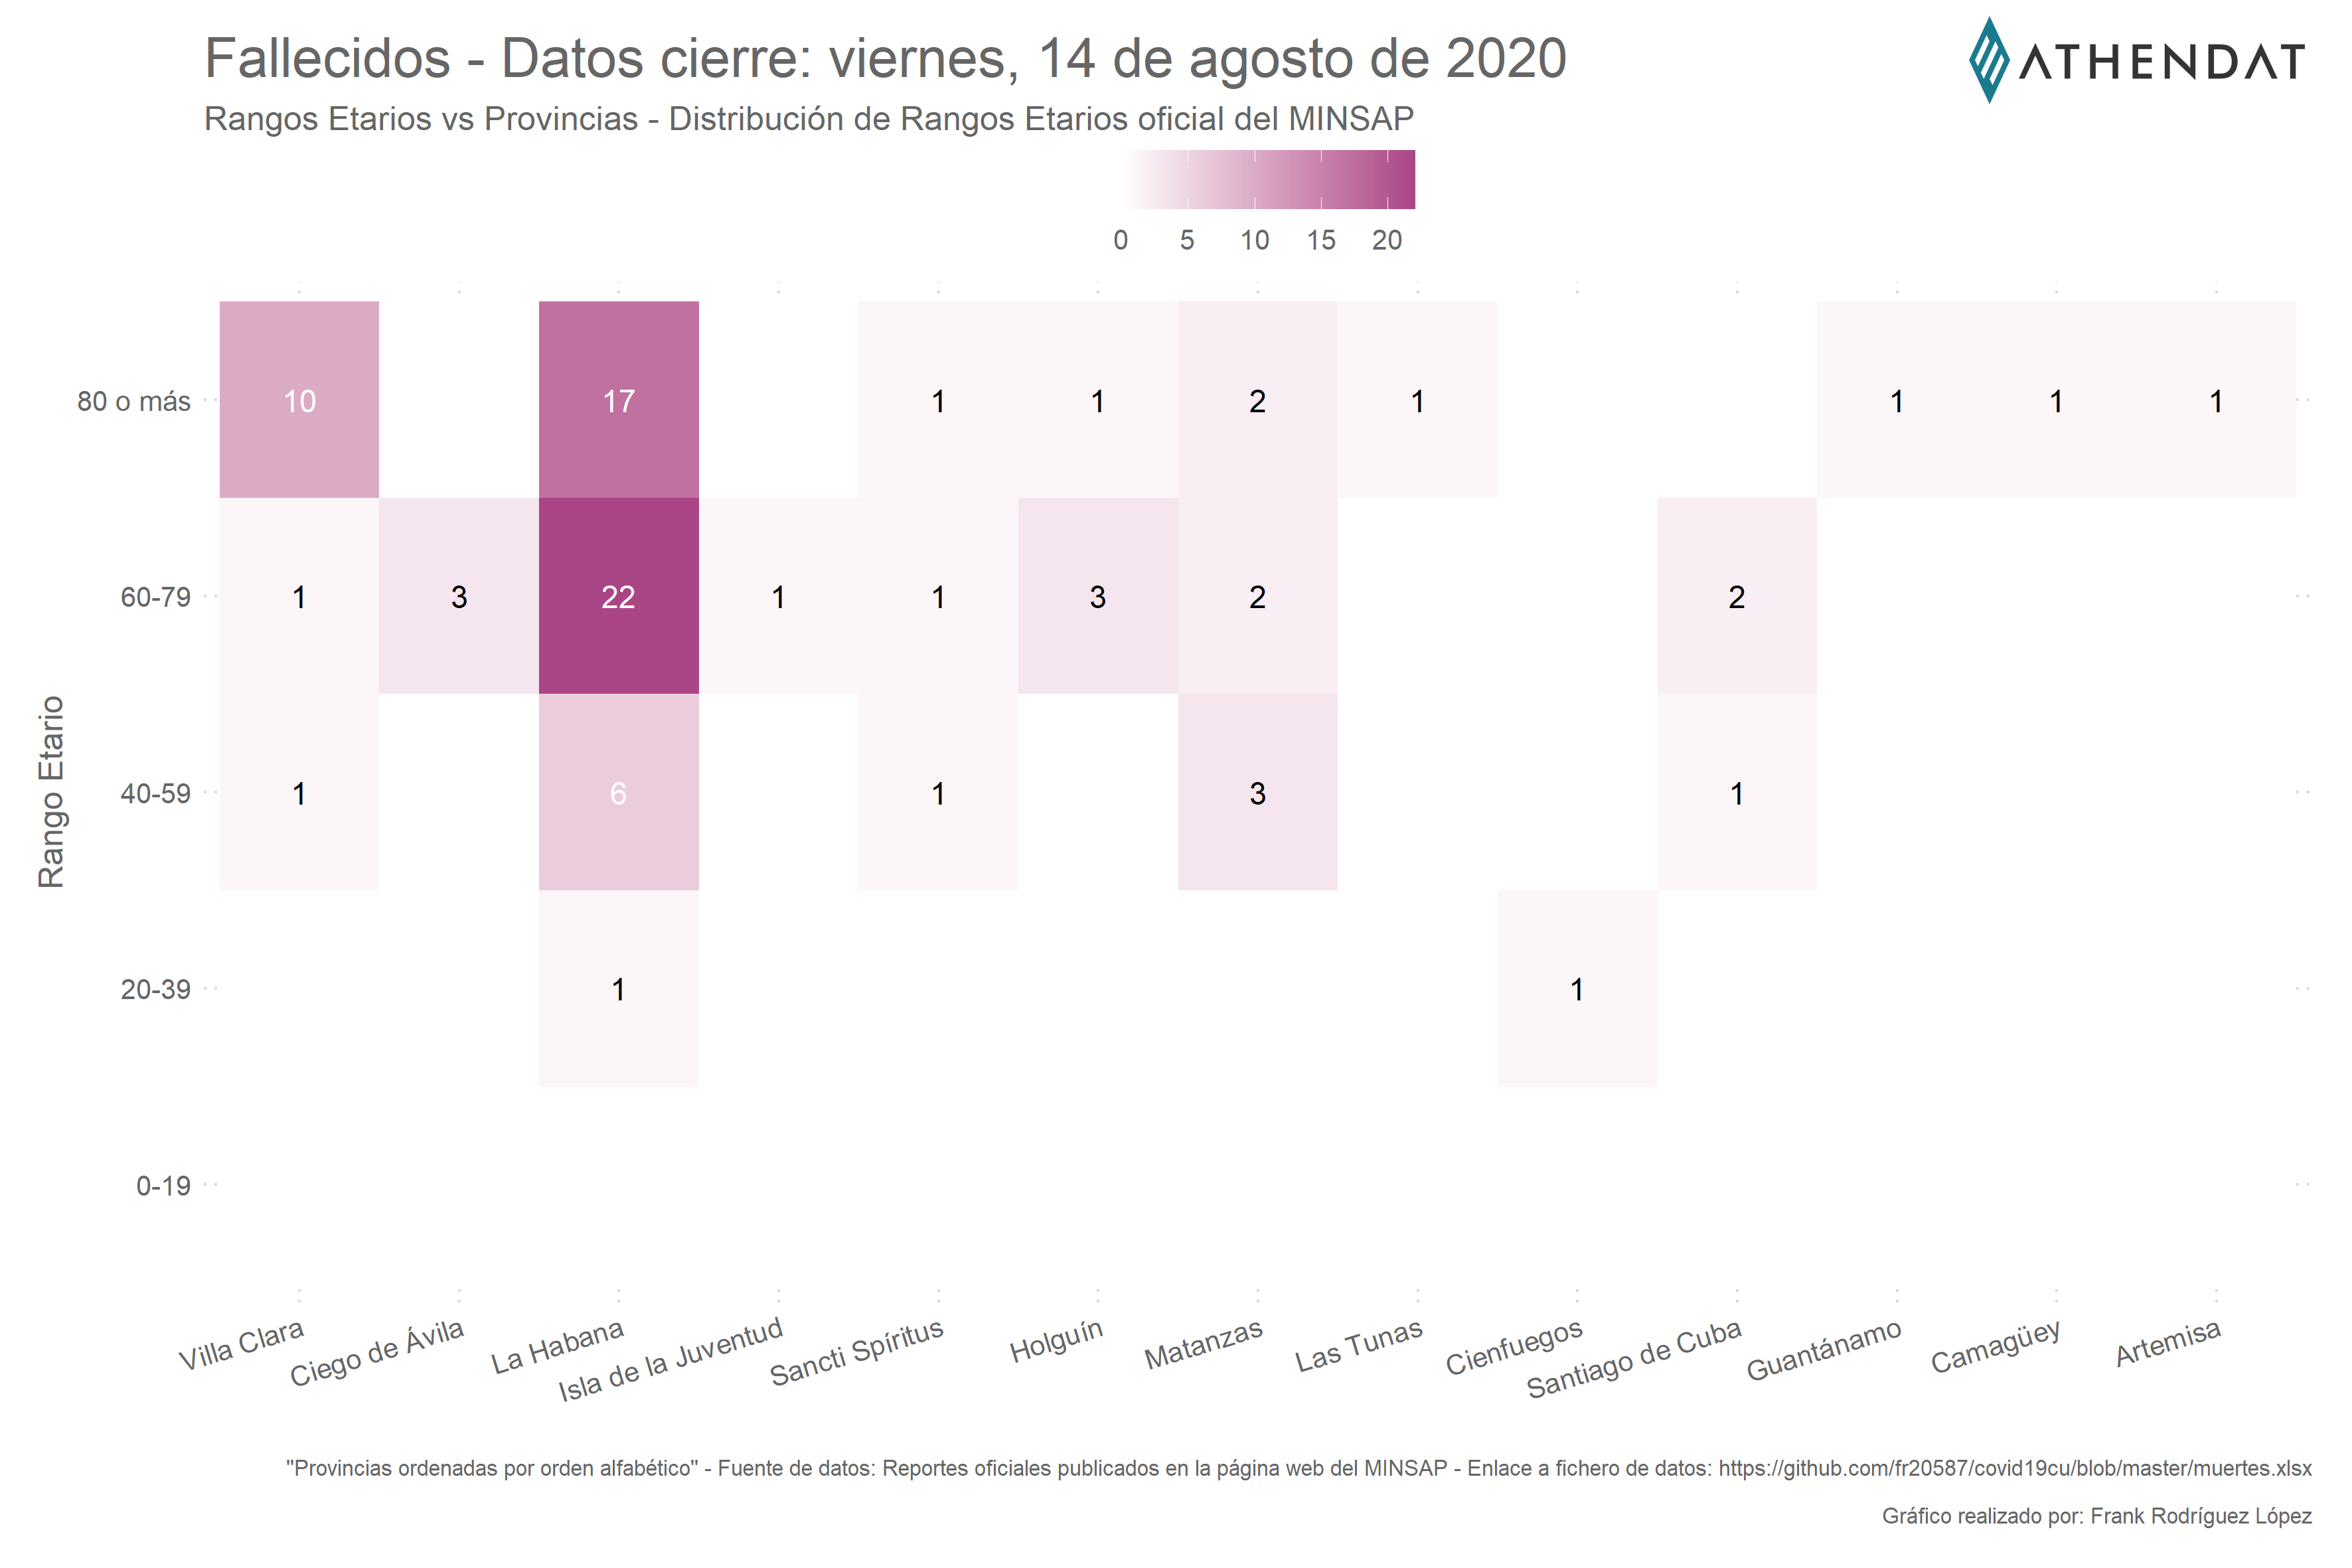 Fallecidos - Datos cierre: viernes, 14 de agosto de 2020
ATHENDAT
Rangos Etarios vs Provincias - Distribución de Rangos Etarios oficial del MINSAP
0 5 10 15 20
80 o más 10 17 1 1 2 1 1 1 1
60-79 1 3 22 1 1 3 2 2
40-59 1 6 1 3 1
20-39 1 1
0-19
Rango Etario
Villa Clara
Ciego de Ávila
La Habana
Isla de la Juventud
Sancti Spíritus
Holguín
Matanzas
Las Tunas
Cienfuegos
Santiago de Cuba
Guantánamo
Camagüey
Artemisa
"Provincias ordenadas por orden alfabético" - Fuente de datos: Reportes oficiales publicados en la página web del MINSAP - Enlace a fichero de datos: https://github.com/fr20587/covid19cu/blob/master/muertes.xlsx
Gráfico realizado por: Frank Rodríguez López